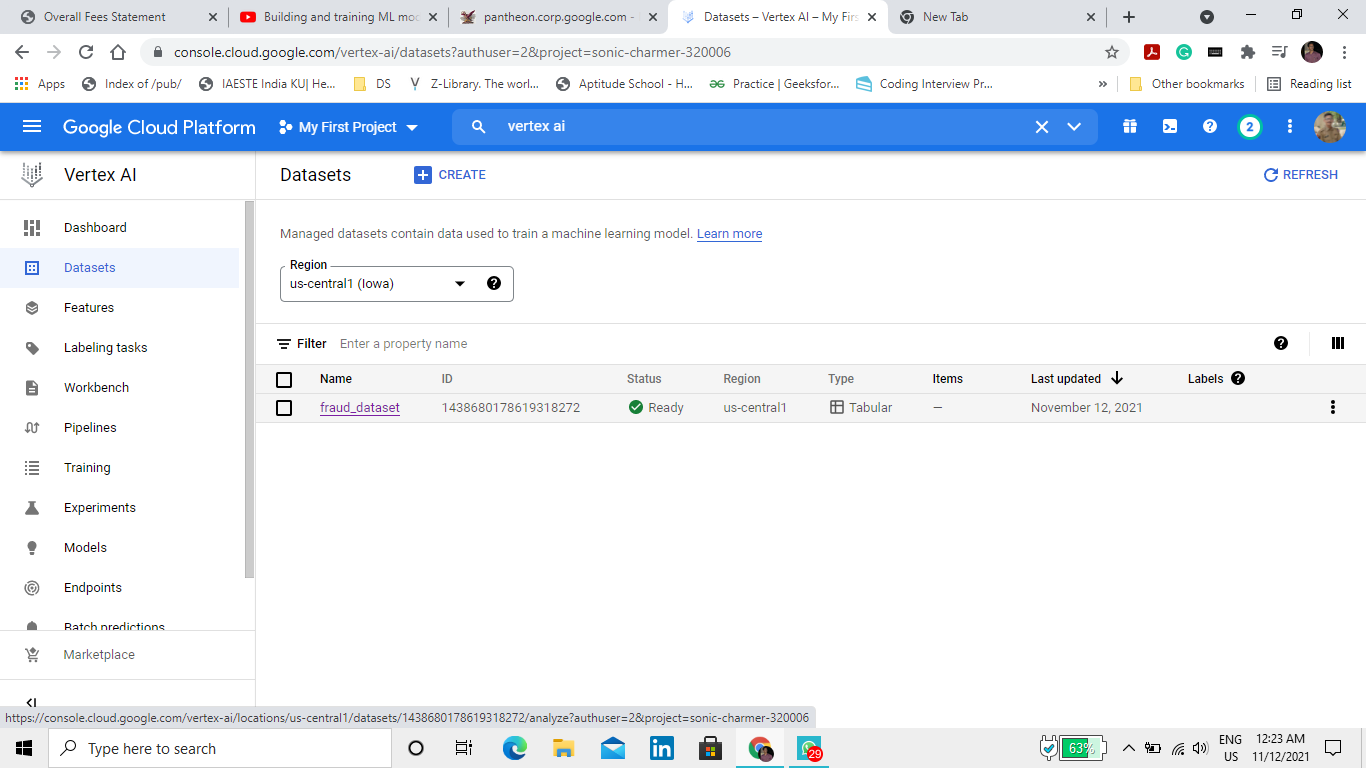 Overall Fees Statement
Building and training ML moc
pantheon.corp.google.com -
Datasets – Vertex AI – My Firs
New Tab
console.cloud.google.com/vertex-ai/datasets?authuser=2&project=sonic-charmer-320006
Apps
Index of /pub/
IAESTE India KU| He...
DS
Z-Library. The worl...
Aptitude School - H...
Practice | Geeksfor...
Coding Interview Pr...
»
Other bookmarks
Reading list
Google Cloud Platform
My First Project
vertex ai
2
Vertex AI
Datasets
CREATE
REFRESH
Dashboard
Datasets
Features
Labeling tasks
Workbench
Pipelines
Training
Experiments
Models
Endpoints
Batch predictions
Marketplace
Managed datasets contain data used to train a machine learning model. Learn more
Region
us-central1 (Iowa)
Filter Enter a property name
Name ID Status Region Type Items Last updated Labels
fraud_dataset 1438680178619318272 Ready us-central1 Tabular — November 12, 2021
https://console.cloud.google.com/vertex-ai/locations/us-central1/datasets/1438680178619318272/analyze?authuser=2&project=sonic-charmer-320006
Type here to search
29
63%
ENG
US
12:23 AM
11/12/2021